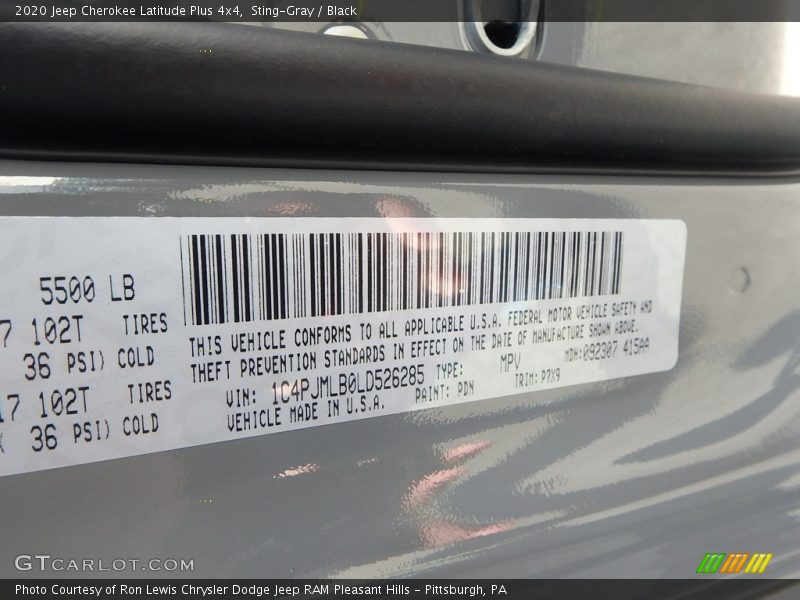 2020 Jeep Cherokee Latitude Plus 4x4, Sting-Gray / Black
5500 LB
7 102T TIRES
36 PSI) COLD
17 102T TIRES
36 PSI) COLD
THIS VEHICLE CONFORMS TO ALL APPLICABLE U.S.A. FEDERAL MOTOR VEHICLE SAFETY AND
THEFT PREVENTION STANDARDS IN EFFECT ON THE DATE OF MANUFACTURE SHOWN ABOVE.
VIN: 1C4PJMLB0LD526285 TYPE: MPV MDH:092307 415AA
VEHICLE MADE IN U.S.A. PAINT: PDN TRIM: P7X9
GTCARLOT.COM
Photo Courtesy of Ron Lewis Chrysler Dodge Jeep RAM Pleasant Hills - Pittsburgh, PA